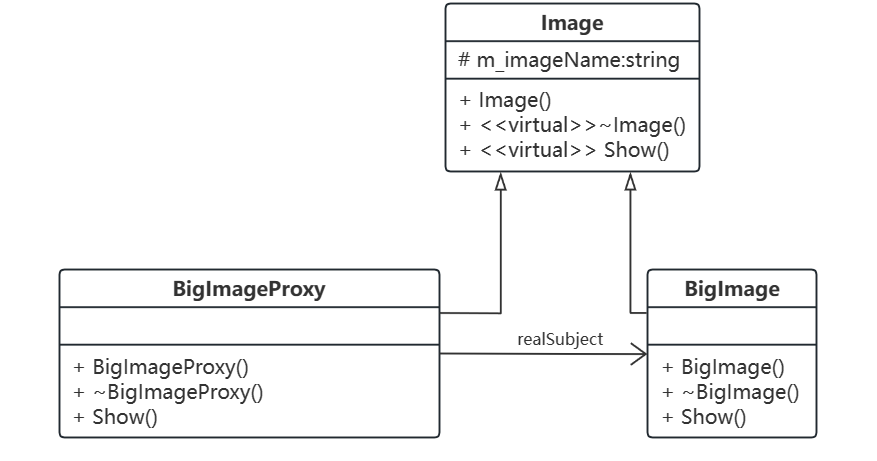 Image
# m_imageName:string
+ Image()
+ <<virtual>>~Image()
+ <<virtual>> Show()
BigImageProxy
+ BigImageProxy()
+ ~BigImageProxy()
+ Show()
realSubject
BigImage
+ BigImage()
+ ~BigImage()
+ Show()